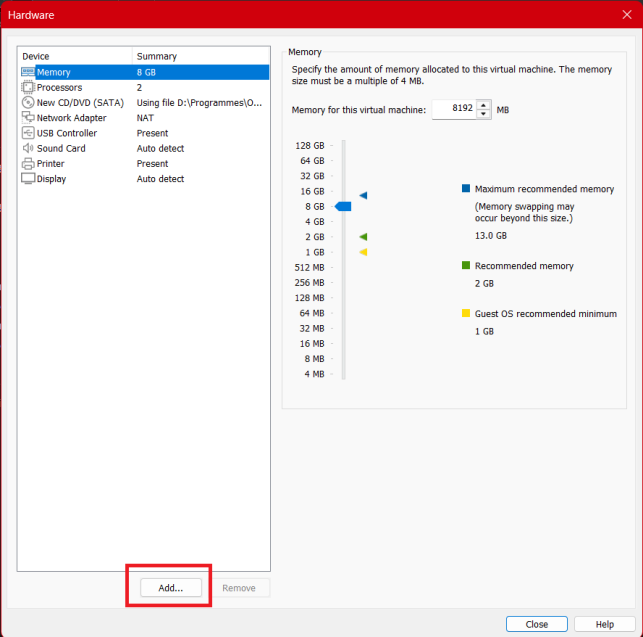 Hardware
Device Summary
Memory 8 GB
Processors 2
New CD/DVD (SATA) Using file D:\Programmes\O...
Network Adapter NAT
USB Controller Present
Sound Card Auto detect
Printer Present
Display Auto detect
Add...
Remove
Memory
Specify the amount of memory allocated to this virtual machine. The memory
size must be a multiple of 4 MB.
Memory for this virtual machine: 8192 MB
128 GB
64 GB
32 GB
16 GB
8 GB
4 GB
2 GB
1 GB
512 MB
256 MB
128 MB
64 MB
32 MB
16 MB
8 MB
4 MB
Maximum recommended memory
(Memory swapping may
occur beyond this size.)
13.0 GB
Recommended memory
2 GB
Guest OS recommended minimum
1 GB
Close
Help